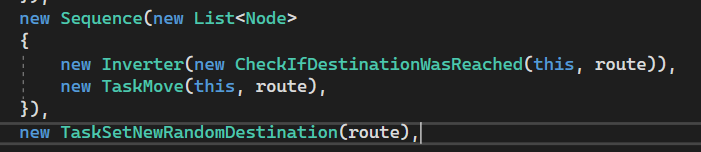 new Sequence(new List<Node>
{
    new Inverter(new CheckIfDestinationWasReached(this, route)),
    new TaskMove(this, route),
}),
new TaskSetNewRandomDestination(route),